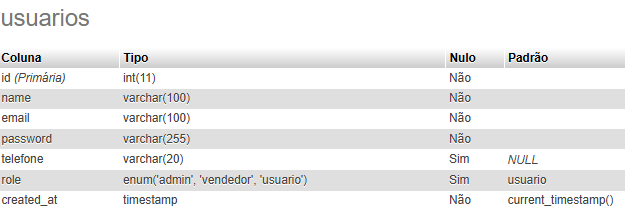 usuarios
Coluna Tipo Nulo Padrão
id (Primária) int(11) Não
name varchar(100) Não
email varchar(100) Não
password varchar(255) Não
telefone varchar(20) Sim NULL
role enum('admin', 'vendedor', 'usuario') Sim usuario
created_at timestamp Não current_timestamp()